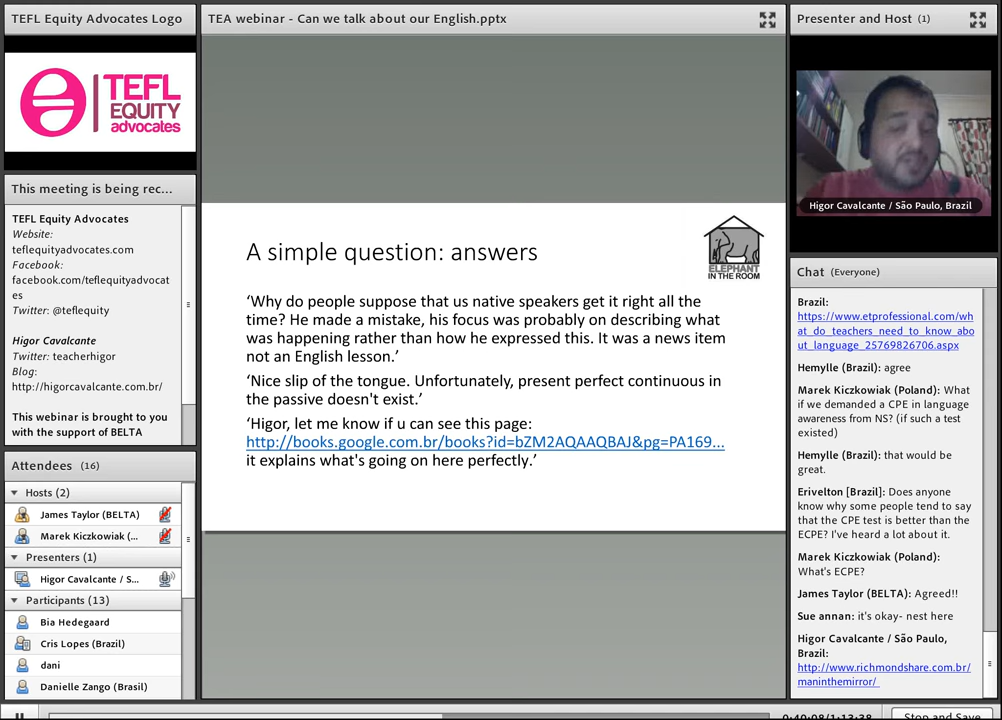 TEFL Equity Advocates Logo
TEFL
EQUITY
advocates
This meeting is being rec...
TEFL Equity Advocates
Website:
teflequityadvocates.com
Facebook:
facebook.com/teflequityadvocat
es
Twitter: @teflequity
Higor Cavalcante
Twitter: teacherhigor
Blog:
http://higorcavalcante.com.br/
This webinar is brought to you
with the support of BELTA
Attendees (16)
Hosts (2)
James Taylor (BELTA)
Marek Kiczkowiak (...
Presenters (1)
Higor Cavalcante / S...
Participants (13)
Bia Hedegaard
Cris Lopes (Brazil)
dani
Danielle Zango (Brasil)
TEA webinar - Can we talk about our English.pptx
A simple question: answers
ELEPHANT
IN THE ROOM
‘Why do people suppose that us native speakers get it right all the
time? He made a mistake, his focus was probably on describing what
was happening rather than how he expressed this. It was a news item
not an English lesson.’
‘Nice slip of the tongue. Unfortunately, present perfect continuous in
the passive doesn't exist.’
‘Higor, let me know if u can see this page:
http://books.google.com.br/books?id=bZM2AQAAQBAJ&pg=PA169...
it explains what's going on here perfectly.’
Presenter and Host (1)
Higor Cavalcante / São Paulo, Brazil
Chat (Everyone)
Brazil:
https://www.etprofessional.com/wh
at_do_teachers_need_to_know_abo
ut_language_25769826706.aspx
Hemylle (Brazil): agree
Marek Kiczkowiak (Poland): What
if we demanded a CPE in language
awareness from NS? (if such a test
existed)
Hemylle (Brazil): that would be
great.
Erivelton [Brazil]: Does anyone
know why some people tend to say
that the CPE test is better than the
ECPE? I've heard a lot about it.
Marek Kiczkowiak (Poland):
What's ECPE?
James Taylor (BELTA): Agreed!!
Sue annan: it's okay- nest here
Higor Cavalcante / São Paulo,
Brazil:
http://www.richmondshare.com.br/
maninthemirror/
0:40:08/1:13:38
Stop and Save